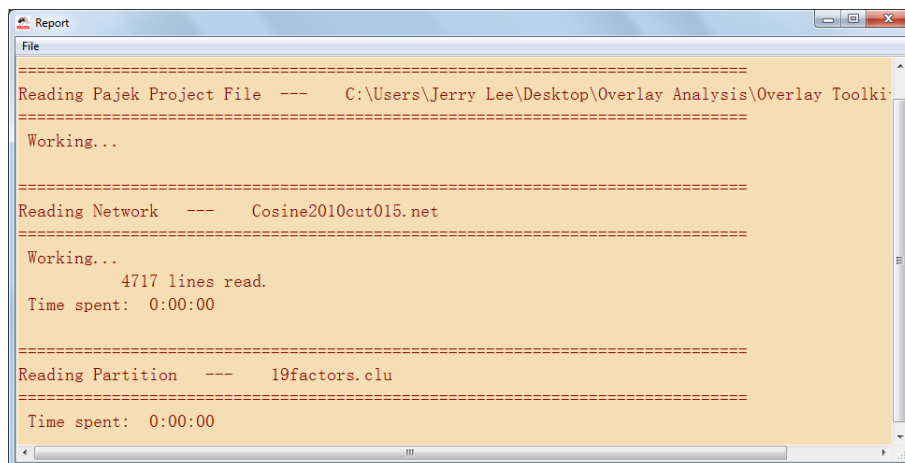 Report
File
==============================================================================
Reading Pajek Project File   ---    C:\Users\Jerry Lee\Desktop\Overlay Analysis\Overlay Toolki
==============================================================================
Working...
==============================================================================
Reading Network   ---    Cosine2010cut015.net
==============================================================================
Working...
4717 lines read.
Time spent:  0:00:00
==============================================================================
Reading Partition   ---    19factors.clu
==============================================================================
Time spent:  0:00:00